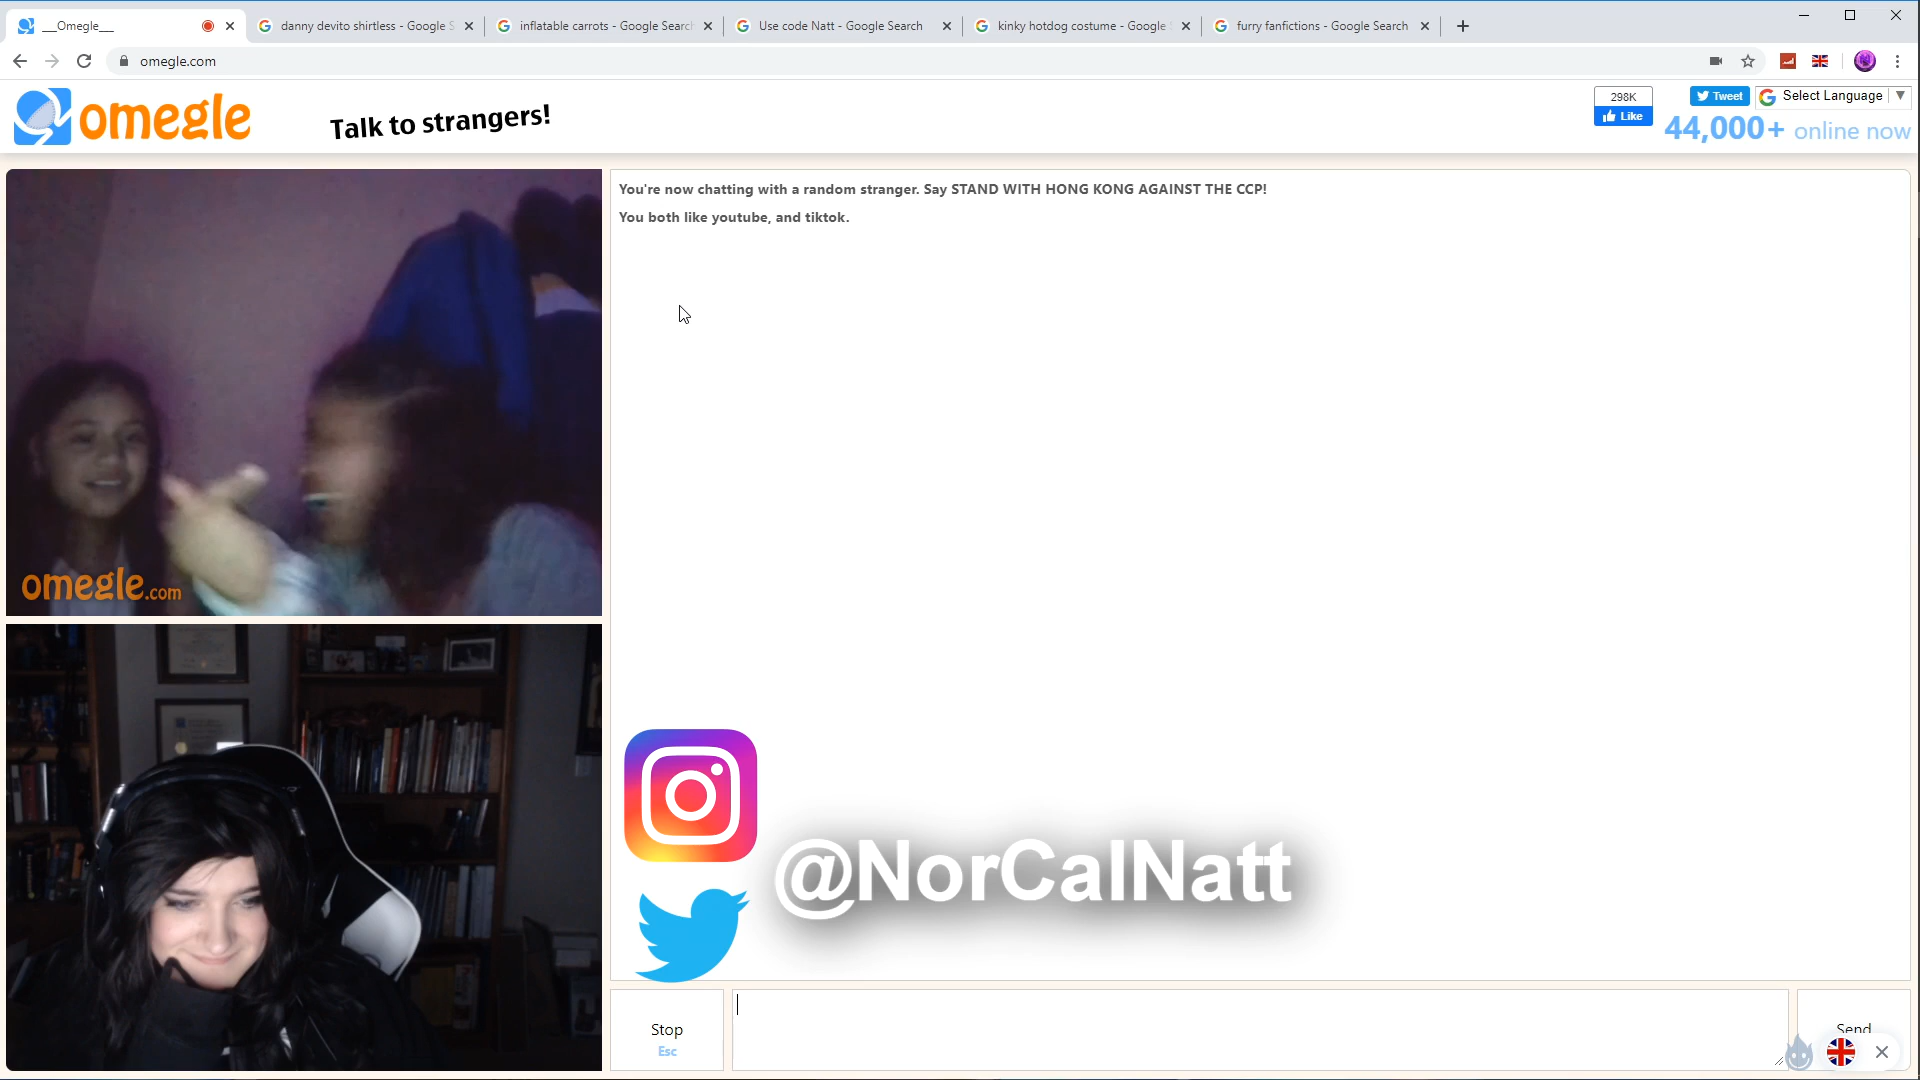 __Omegle__
danny devito shirtless - Google S
inflatable carrots - Google Search
Use code Natt - Google Search
kinky hotdog costume - Google S
furry fanfictions - Google Search
omegle.com
omegle
Talk to strangers!
298K
Like
Tweet
Select Language
44,000+ online now
You're now chatting with a random stranger. Say STAND WITH HONG KONG AGAINST THE CCP!
You both like youtube, and tiktok.
omegle.com
@NorCalNatt
Stop
Esc
Send